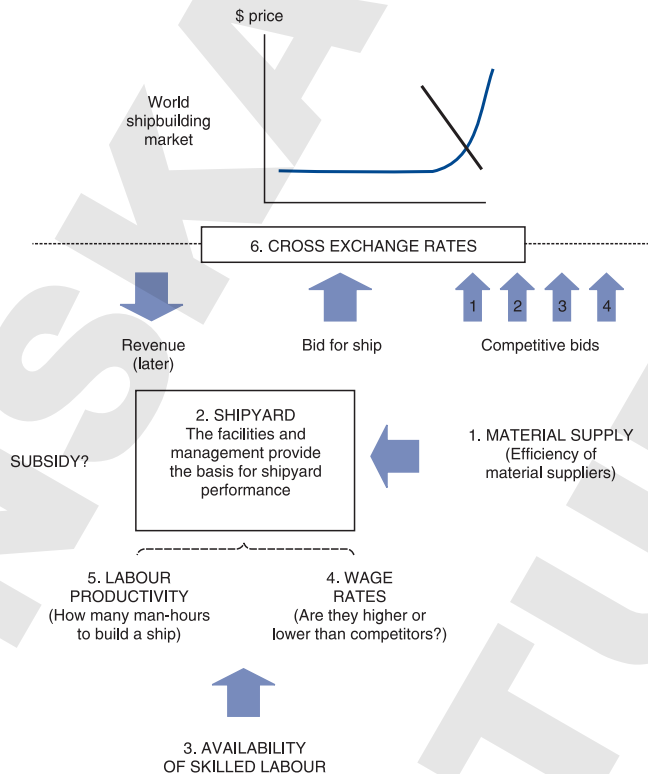 $ price
World
shipbuilding
market
6. CROSS EXCHANGE RATES
1
2
3
4
Revenue
(later)
Bid for ship
Competitive bids
2. SHIPYARD
The facilities and
management provide
the basis for shipyard
performance
SUBSIDY?
1. MATERIAL SUPPLY
(Efficiency of
material suppliers)
5. LABOUR
PRODUCTIVITY
(How many man-hours
to build a ship)
4. WAGE
RATES
(Are they higher or
lower than competitors?)
3. AVAILABILITY
OF SKILLED LABOUR